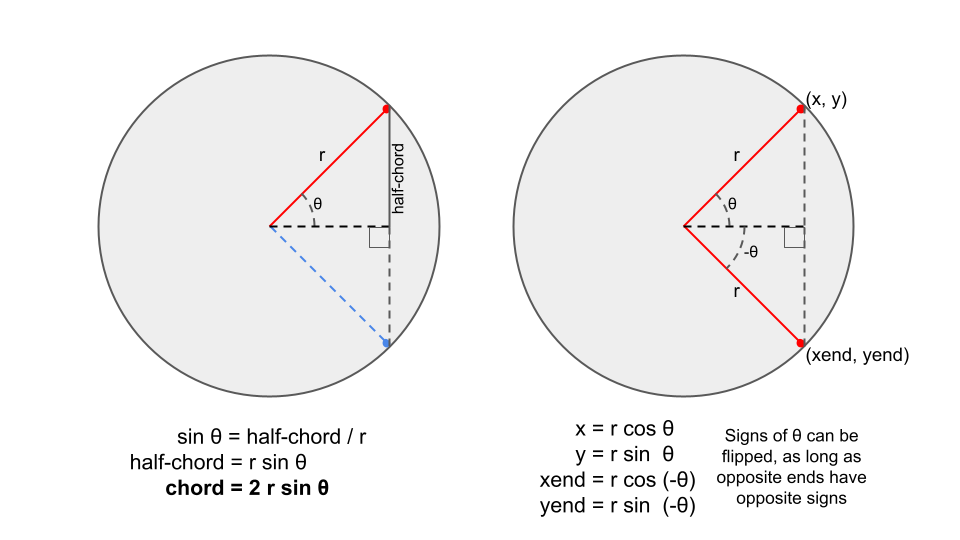 r
θ
half-chord
sin θ = half-chord / r
half-chord = r sin θ
chord = 2 r sin θ
(x, y)
r
θ
-θ
r
(xend, yend)
x = r cos θ
y = r sin θ
xend = r cos (-θ)
yend = r sin (-θ)
Signs of θ can be
flipped, as long as
opposite ends have
opposite signs